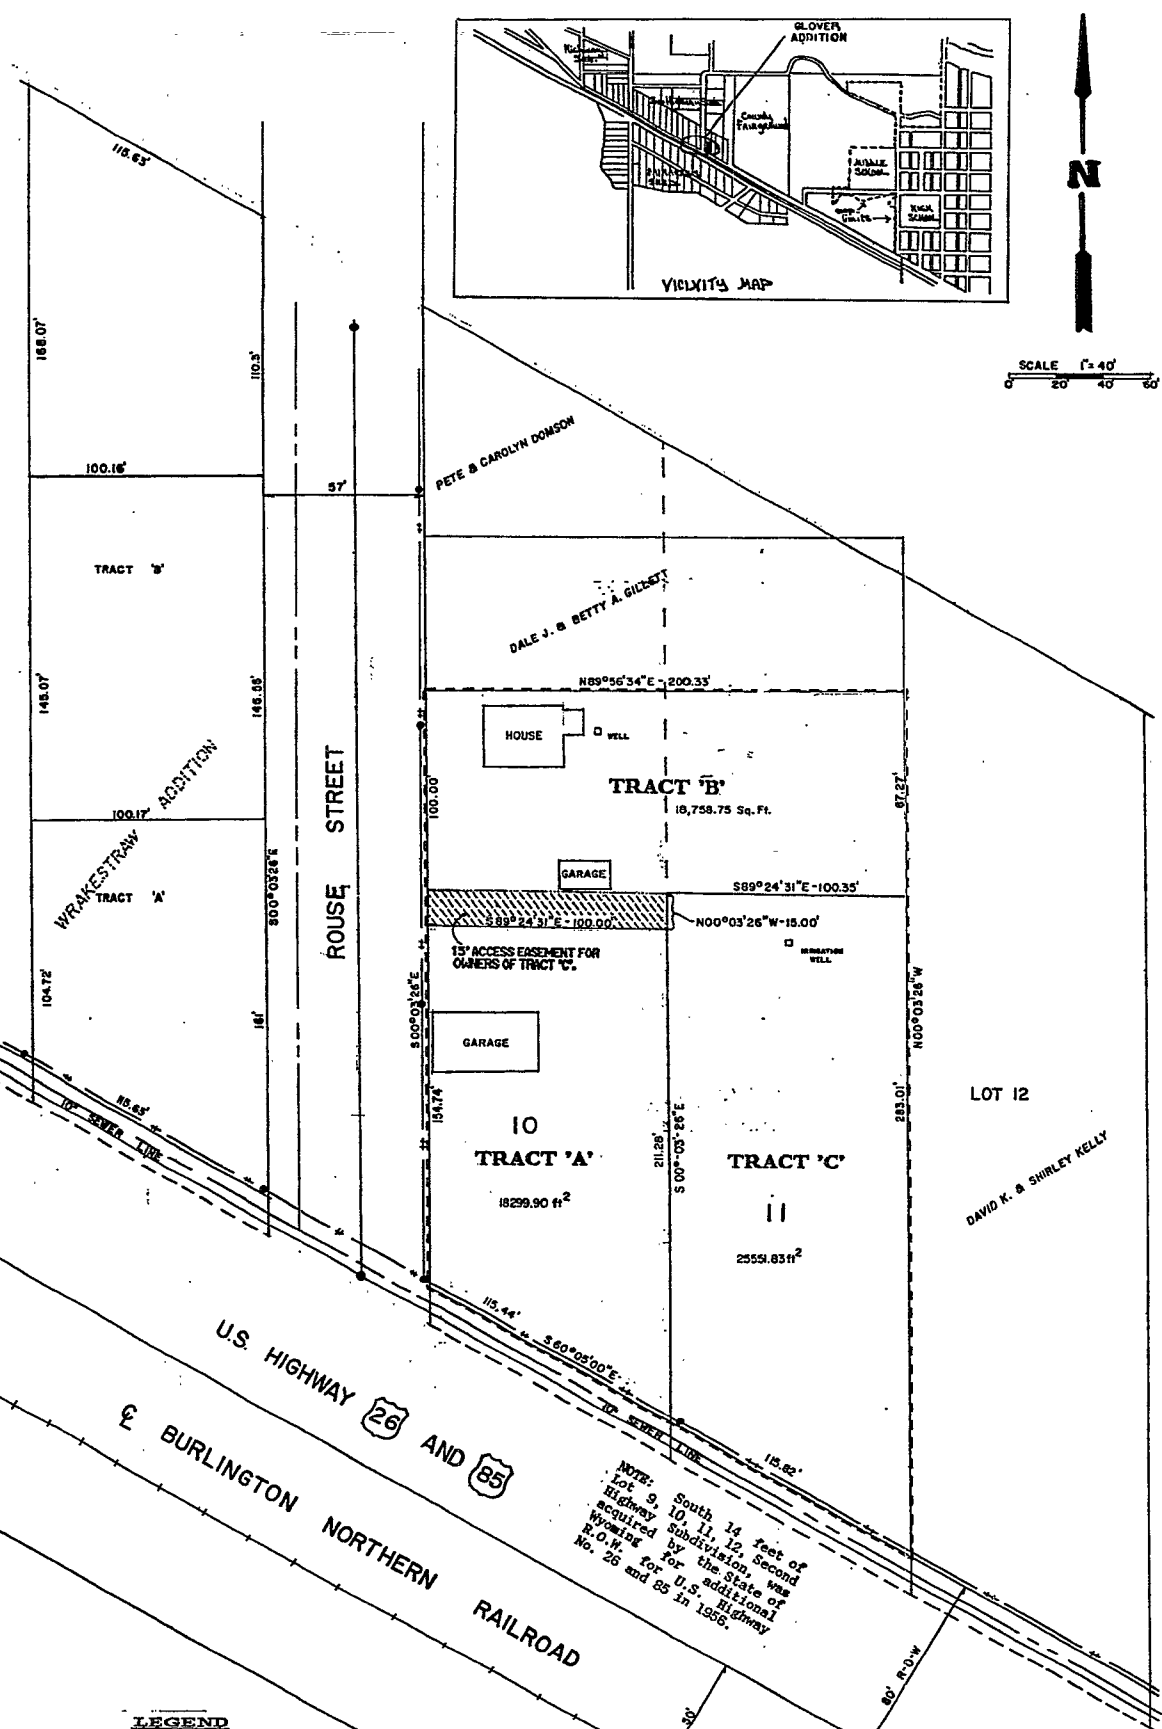 GLOVER
ADDITION
County
Fairgrounds
MIDDLE
SCHOOL
HIGH
SCHOOL
VICINITY MAP
N
SCALE 1"= 40'
0 20' 40' 60'
115.63'
168.07'
110.3'
100.16'
57'
PETE & CAROLYN DOMSON
TRACT 'B'
DALE J. & BETTY A. GILLETT
145.07'
N89°56'34"E - 200.33'
HOUSE
WELL
TRACT 'B'
18,758.75 Sq. Ft.
100.00'
67.27'
WRAKESTRAW ADDITION
100.17'
ROUSE STREET
S00°03'26"E
GARAGE
S89°24'31"E-100.35'
TRACT 'A'
S89°24'31"E - 100.00'
N00°03'26"W-15.00'
15' ACCESS EASEMENT FOR
OWNERS OF TRACT 'C'.
IRRIGATION
WELL
104.72'
161'
S00°03'26"E
N00°03'26"W
GARAGE
154.74'
211.28'
S00°-03'-26"E
283.01'
LOT 12
DAVID K. & SHIRLEY KELLY
115.63'
10" SEWER LINE
10
TRACT 'A'
18299.90 ft²
TRACT 'C'
11
25551.83 ft²
115.44'
S60°05'00"E
10" SEWER LINE
115.82'
U.S. HIGHWAY 26 AND 85
℄ BURLINGTON NORTHERN RAILROAD
NOTE: South 14 feet of
Lot 9, 10, 11, 12, Second
Highway Subdivision, was
acquired by the State of
Wyoming for additional
R.O.W. for U.S. Highway
No. 26 and 85 in 1956.
80' R-O-W
50'
LEGEND